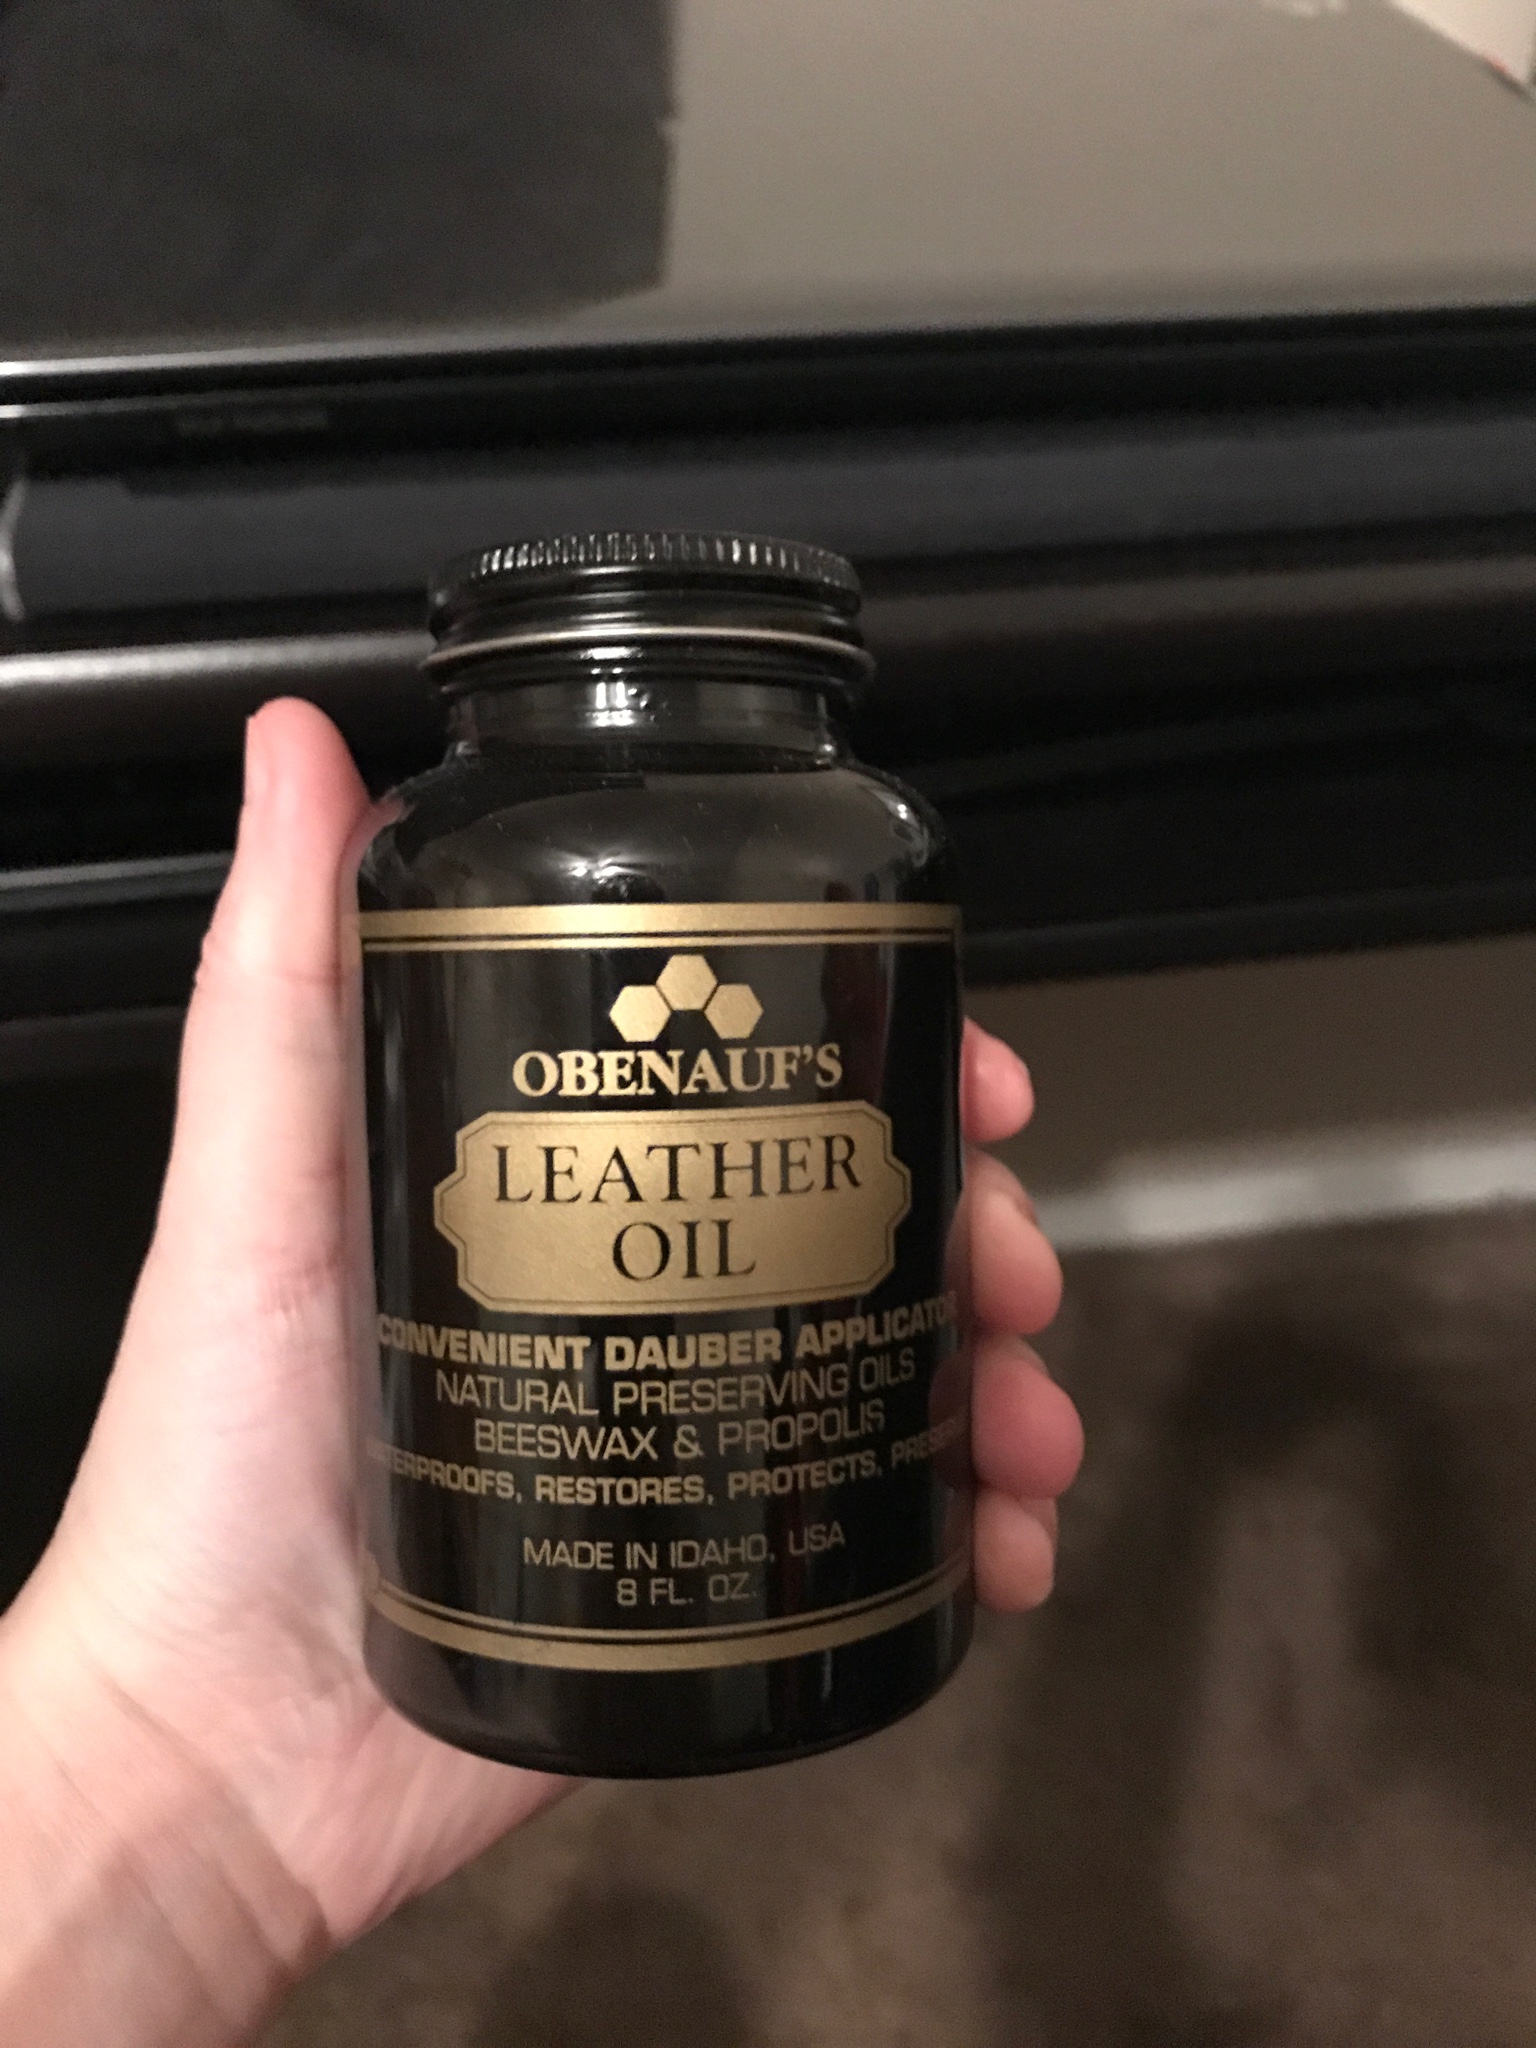 OBENAUF'S
LEATHER
OIL
CONVENIENT DAUBER APPLICATOR
NATURAL PRESERVING OILS
BEESWAX & PROPOLIS
RESTORES, PROTECTS,
MADE IN IDAHO, USA
8 FL. OZ.